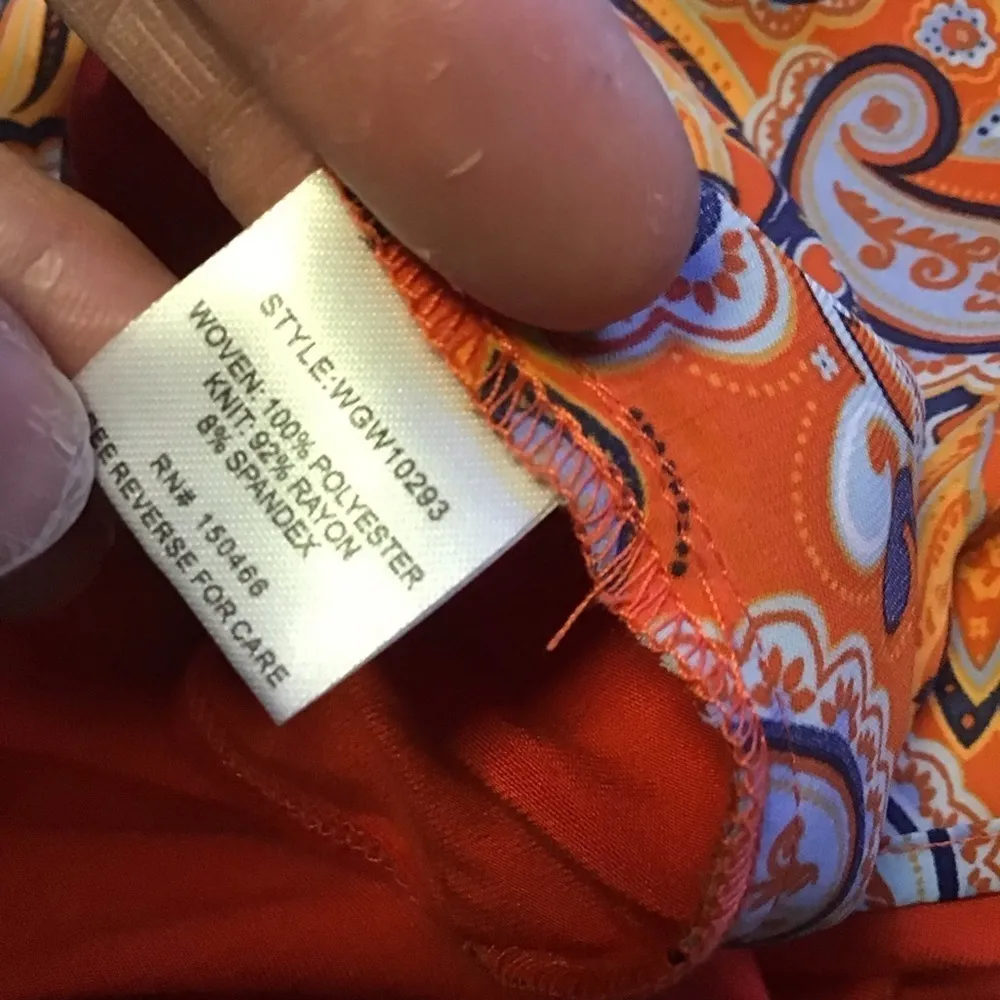 STYLE:WGW10293
WOVEN: 100% POLYESTER
KNIT: 92% RAYON
8% SPANDEX
RN# 150466
SEE REVERSE FOR CARE